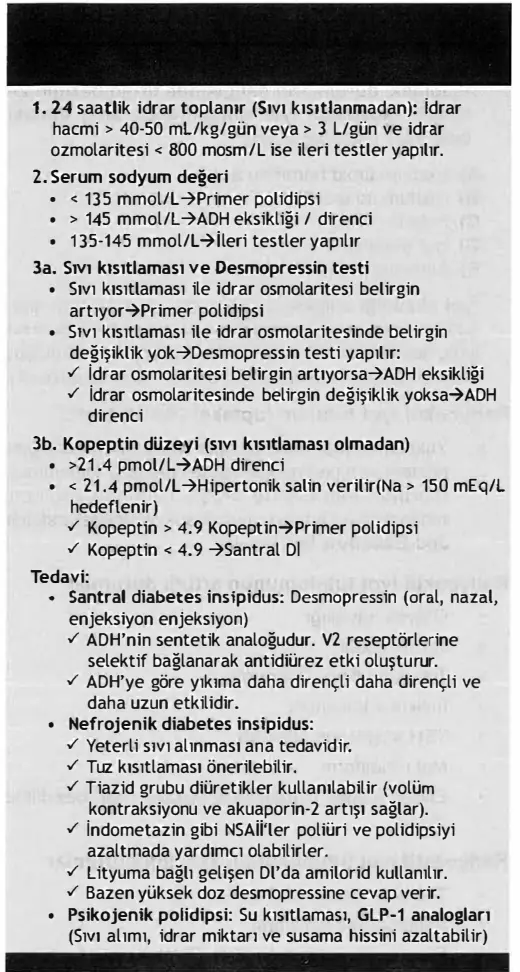 1. 24 saatlik idrar toplanır (Sıvı kısıtlanmadan): İdrar
hacmi > 40-50 mL/kg/gün veya > 3 L/gün ve idrar
ozmolaritesi < 800 mosm/L ise ileri testler yapılır.
2. Serum sodyum değeri
• < 135 mmol/L→Primer polidipsi
• > 145 mmol/L→ADH eksikliği / direnci
• 135-145 mmol/L→İleri testler yapılır
3a. Sıvı kısıtlaması ve Desmopressin testi
• Sıvı kısıtlaması ile idrar osmolaritesi belirgin
artıyor→Primer polidipsi
• Sıvı kısıtlaması ile idrar osmolaritesinde belirgin
değişiklik yok→Desmopressin testi yapılır:
✓ İdrar osmolaritesi belirgin artıyorsa→ADH eksikliği
✓ İdrar osmolaritesinde belirgin değişiklik yoksa→ADH
direnci
3b. Kopeptin düzeyi (sıvı kısıtlaması olmadan)
• >21.4 pmol/L→ADH direnci
• < 21.4 pmol/L→Hipertonik salin verilir(Na > 150 mEq/L
hedeflenir)
✓ Kopeptin > 4.9 Kopeptin→Primer polidipsi
✓ Kopeptin < 4.9 →Santral DI
Tedavi:
• Santral diabetes insipidus: Desmopressin (oral, nazal,
enjeksiyon enjeksiyon)
✓ ADH'nin sentetik analoğudur. V2 reseptörlerine
selektif bağlanarak antidiürez etki oluşturur.
✓ ADH'ye göre yıkıma daha dirençli daha dirençli ve
daha uzun etkilidir.
• Nefrojenik diabetes insipidus:
✓ Yeterli sıvı alınması ana tedavidir.
✓ Tuz kısıtlaması önerilebilir.
✓ Tiazid grubu diüretikler kullanılabilir (volüm
kontraksiyonu ve akuaporin-2 artışı sağlar).
✓ İndometazin gibi NSAİİ'ler poliüri ve polidipsiyi
azaltmada yardımcı olabilirler.
✓ Lityuma bağlı gelişen DI'da amilorid kullanılır.
✓ Bazen yüksek doz desmopressine cevap verir.
• Psikojenik polidipsi: Su kısıtlaması, GLP-1 analogları
(Sıvı alımı, idrar miktarı ve susama hissini azaltabilir)